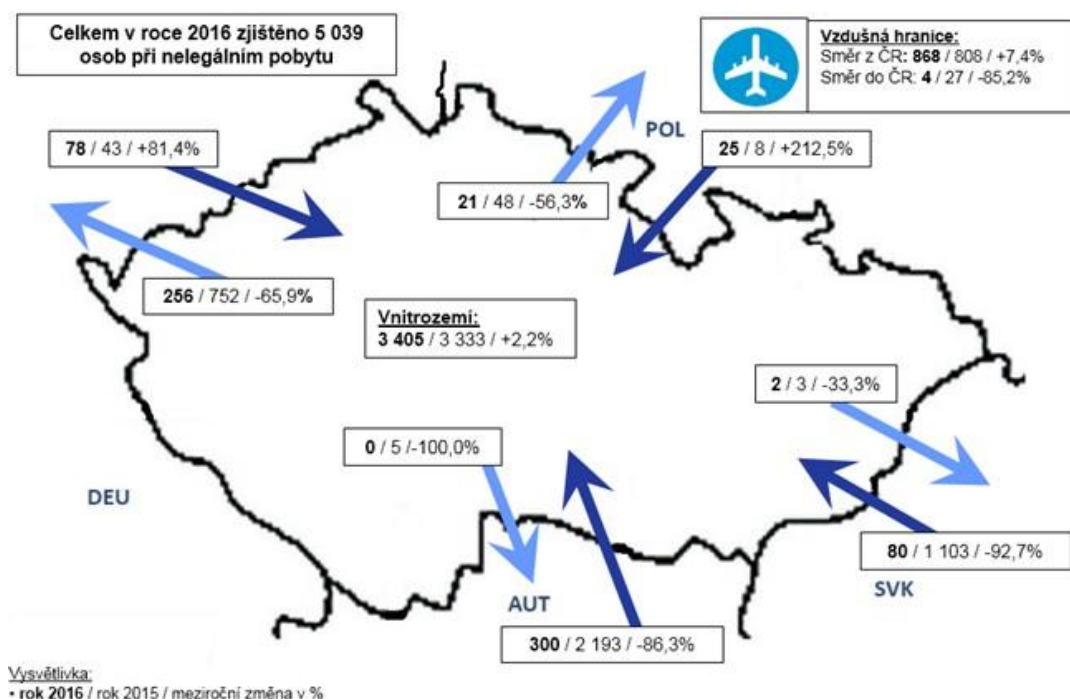 Celkem v roce 2016 zjištěno 5 039
osob při nelegálním pobytu
Vzdušná hranice:
Směr z ČR: 868 / 808 / +7,4%
Směr do ČR: 4 / 27 / -85,2%
POL
78 / 43 / +81,4%
25 / 8 / +212,5%
21 / 48 / -56,3%
256 / 752 / -65,9%
Vnitrozemí:
3 405 / 3 333 / +2,2%
2 / 3 / -33,3%
0 / 5 /-100,0%
DEU
80 / 1 103 / -92,7%
SVK
AUT
300 / 2 193 / -86,3%
Vysvětlivka:
• rok 2016 / rok 2015 / meziroční změna v %